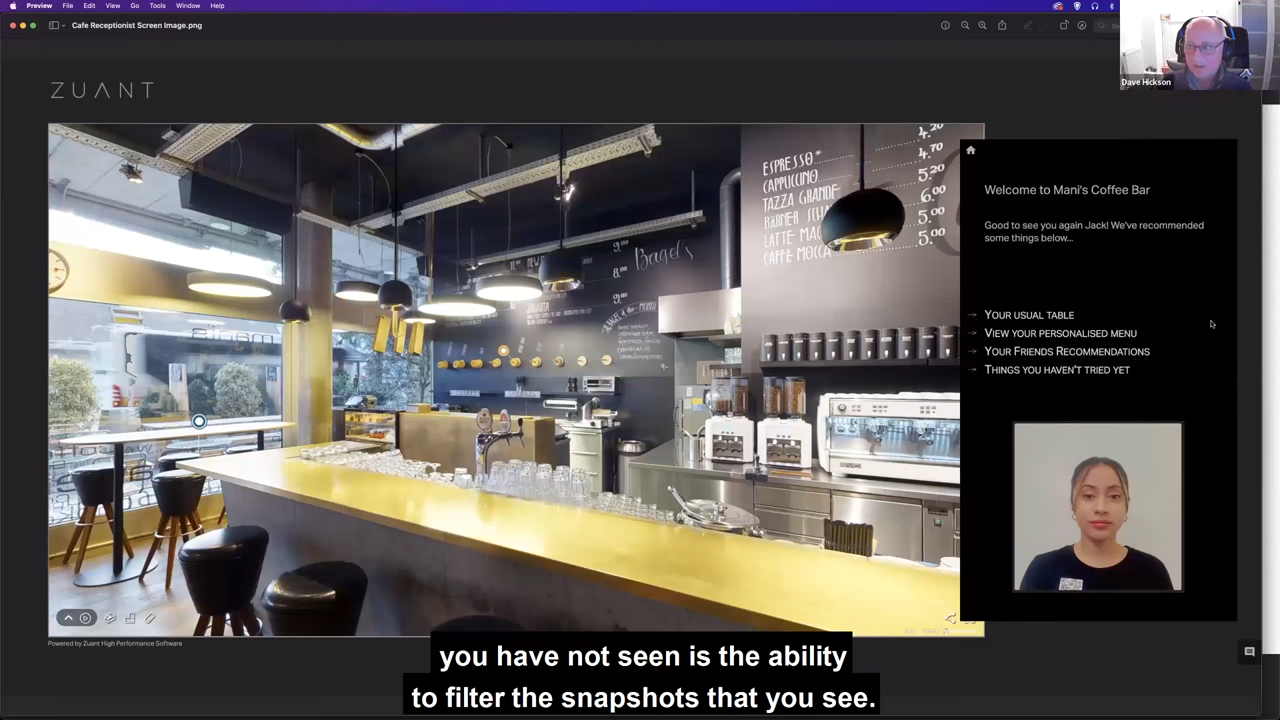 Preview File Edit View Go Tools Window Help
Cafe Receptionist Screen Image.png
Dave Hickson
ZUANT
ESPRESSO*
CAPPUCCINO
TAZZA GRANDE
LATTE
CAFFE MOCCA
4.20
4.70
5.20
6.00
5.00
5.00
5.00
Bagels
Welcome to Mani's Coffee Bar
Good to see you again Jack! We've recommended
some things below...
YOUR USUAL TABLE
VIEW YOUR PERSONALISED MENU
YOUR FRIENDS RECOMMENDATIONS
THINGS YOU HAVEN'T TRIED YET
Powered by Zuant High Performance Software
you have not seen is the ability
to filter the snapshots that you see.